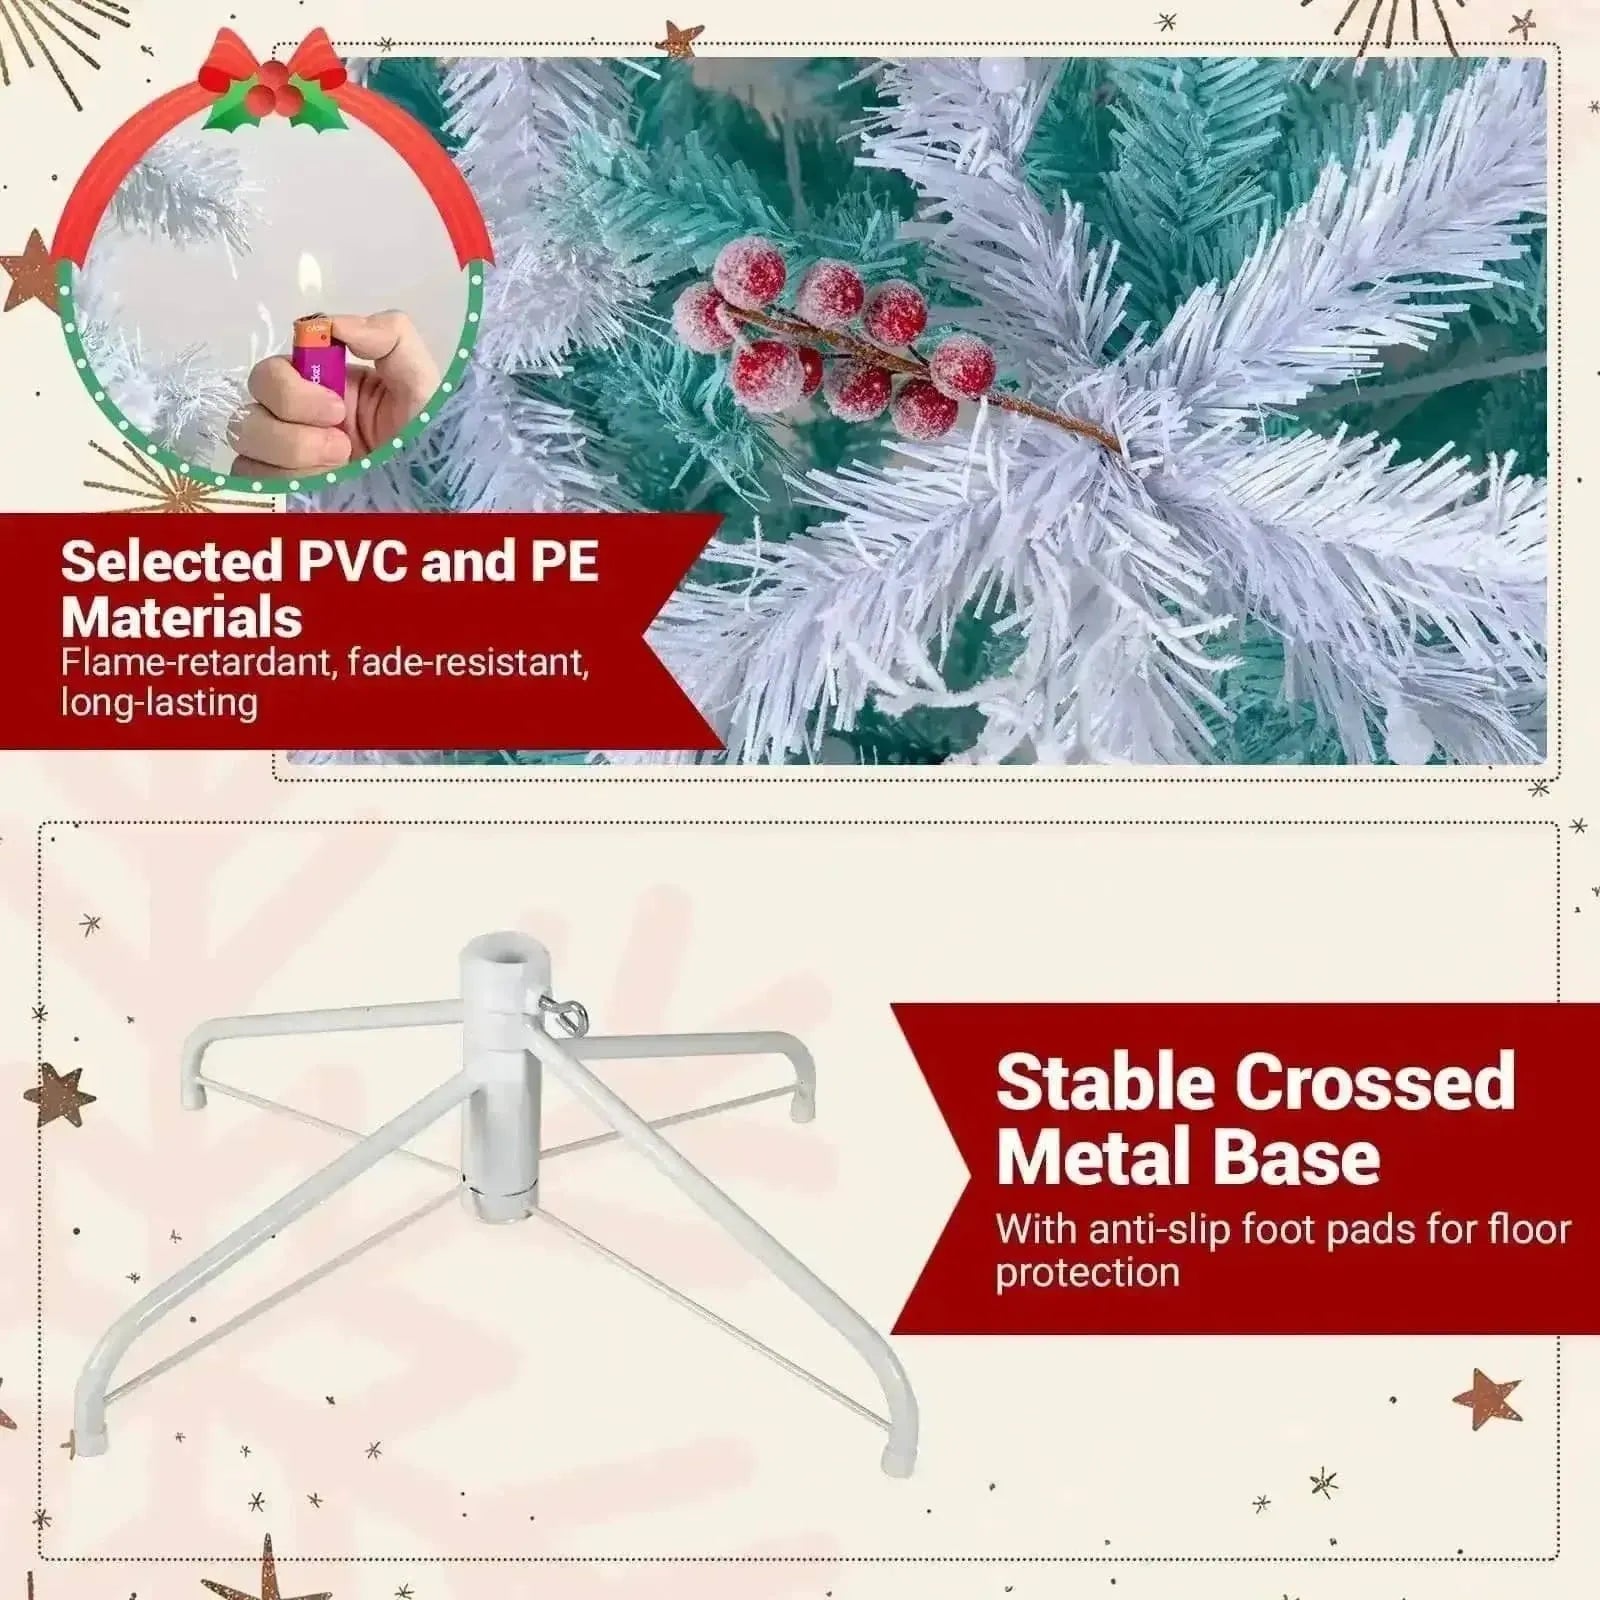 Selected PVC and PE
Materials
Flame-retardant, fade-resistant,
long-lasting
Stable Crossed
Metal Base
With anti-slip foot pads for floor
protection